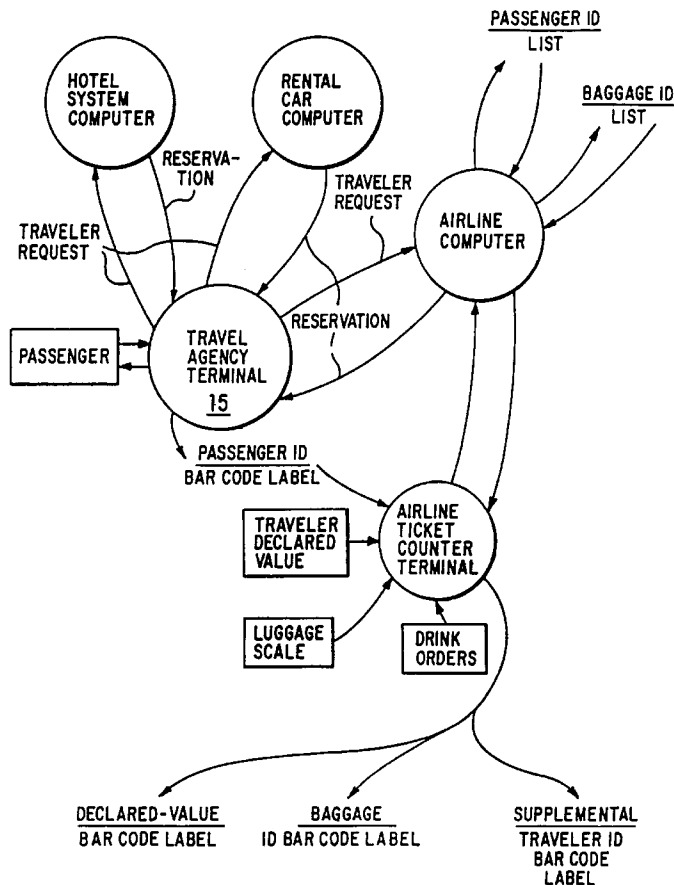 PASSENGER ID
LIST
HOTEL
SYSTEM
COMPUTER
RENTAL
CAR
COMPUTER
BAGGAGE ID
LIST
RESERVA-
TION
TRAVELER
REQUEST
AIRLINE
COMPUTER
TRAVELER
REQUEST
RESERVATION
PASSENGER
TRAVEL
AGENCY
TERMINAL
15
PASSENGER ID
BAR CODE LABEL
AIRLINE
TICKET
COUNTER
TERMINAL
TRAVELER
DECLARED
VALUE
LUGGAGE
SCALE
DRINK
ORDERS
DECLARED-VALUE
BAR CODE LABEL
BAGGAGE
ID BAR CODE LABEL
SUPPLEMENTAL
TRAVELER ID
BAR CODE
LABEL